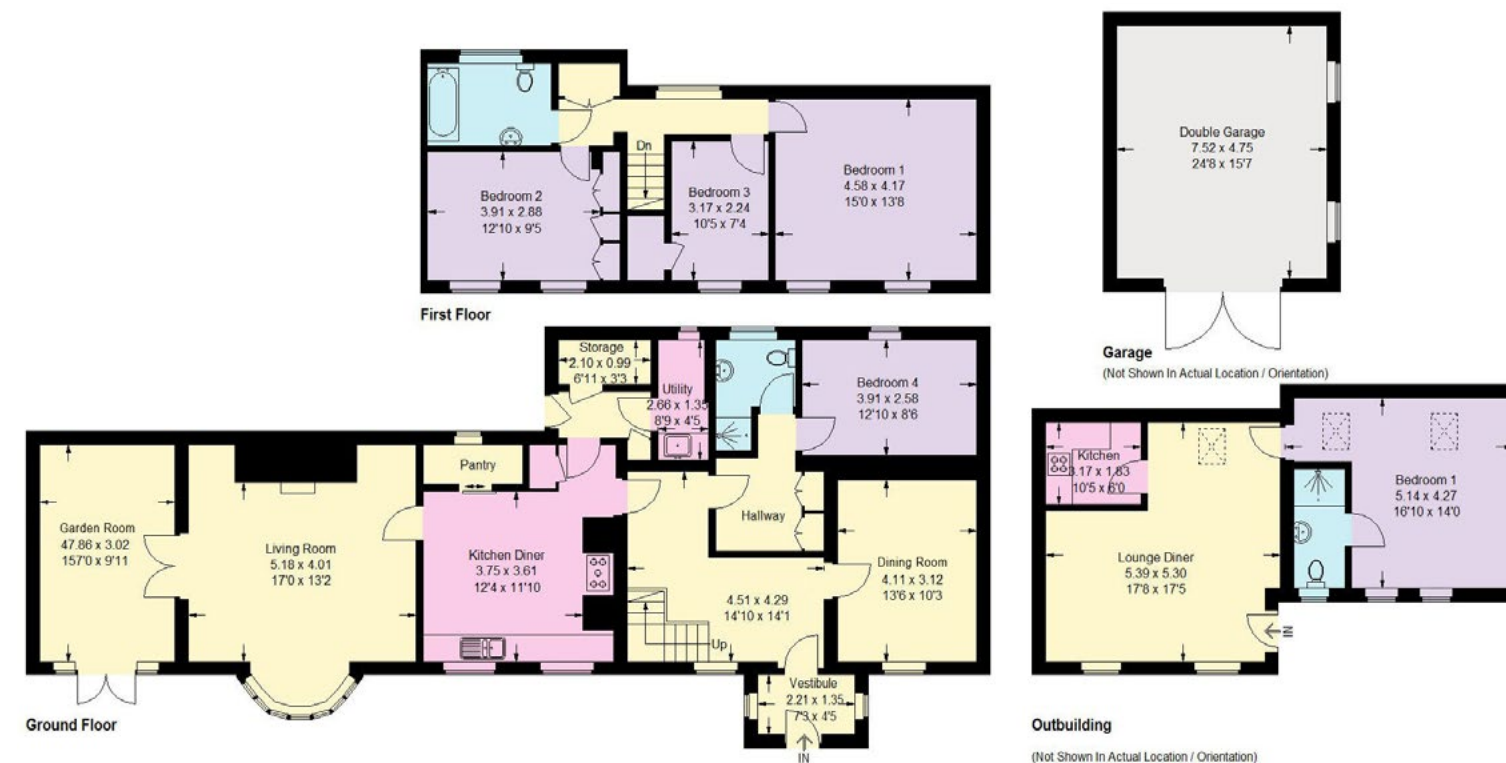 Bedroom 2
3.91 x 2.88
12'10 x 9'5
Dn
Bedroom 3
3.17 x 2.24
10'5 x 7'4
Bedroom 1
4.58 x 4.17
15'0 x 13'8
First Floor
Double Garage
7.52 x 4.75
24'8 x 15'7
Garage
(Not Shown In Actual Location / Orientation)
Storage
2.10 x 0.99
6'11 x 3'3
Utility
2.66 x 1.35
8'9 x 4'5
Bedroom 4
3.91 x 2.58
12'10 x 8'6
Pantry
Garden Room
47.86 x 3.02
157'0 x 9'11
Living Room
5.18 x 4.01
17'0 x 13'2
Kitchen Diner
3.75 x 3.61
12'4 x 11'10
Hallway
Dining Room
4.11 x 3.12
13'6 x 10'3
4.51 x 4.29
14'10 x 14'1
Up
Vestibule
2.21 x 1.35
7'3 x 4'5
IN
Ground Floor
Kitchen
3.17 x 1.83
10'5 x 6'0
Bedroom 1
5.14 x 4.27
16'10 x 14'0
Lounge Diner
5.39 x 5.30
17'8 x 17'5
IN
Outbuilding
(Not Shown In Actual Location / Orientation)